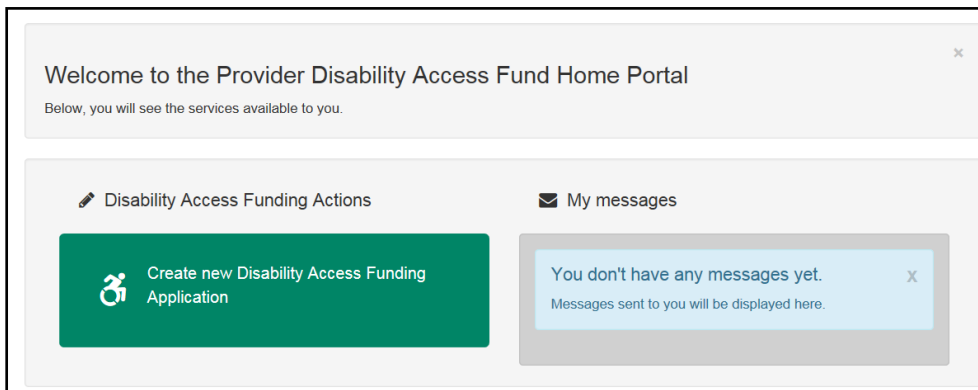 Welcome to the Provider Disability Access Fund Home Portal
×
Below, you will see the services available to you.
Disability Access Funding Actions
Create new Disability Access Funding
Application
My messages
You don't have any messages yet.
X
Messages sent to you will be displayed here.